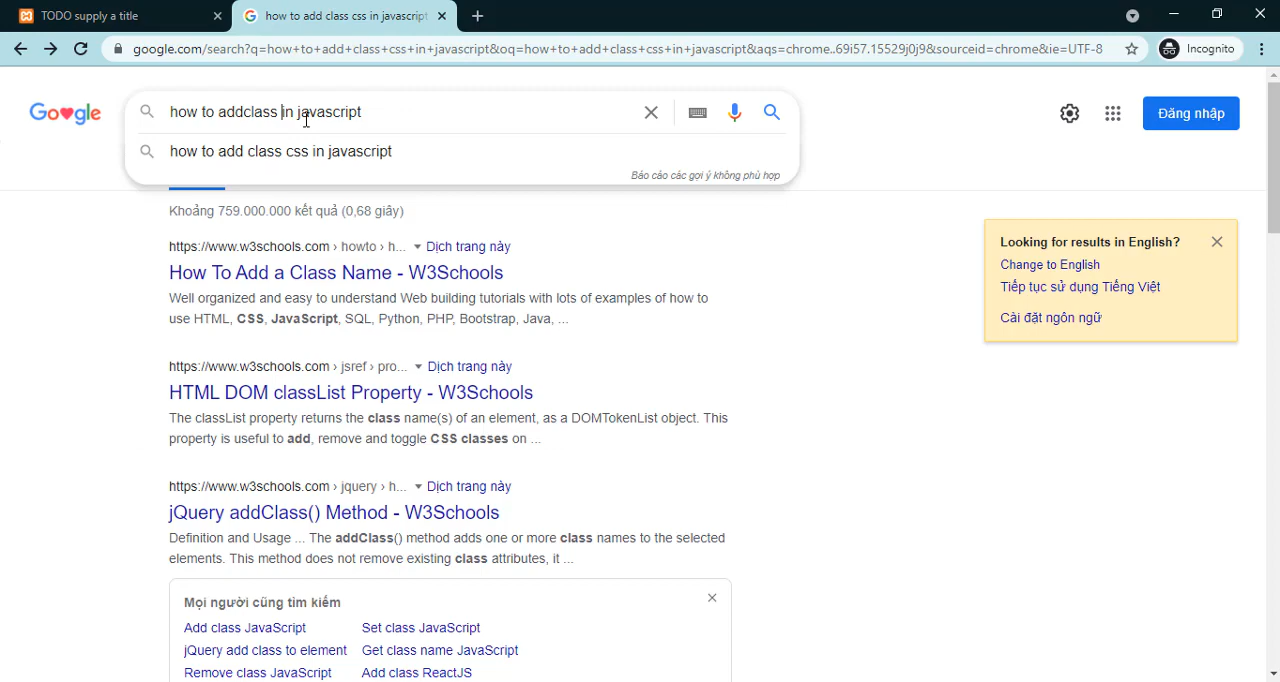 TODO supply a title
how to add class css in javascript
google.com/search?q=how+to+add+class+css+in+javascript&oq=how+to+add+class+css+in+javascript&aqs=chrome..69i57.15529j0j9&sourceid=chrome&ie=UTF-8
Incognito
Google
how to addclass in javascript
Đăng nhập
how to add class css in javascript
Báo cáo các gợi ý không phù hợp
Khoảng 759.000.000 kết quả (0,68 giây)
https://www.w3schools.com › howto › h... Dịch trang này
How To Add a Class Name - W3Schools
Well organized and easy to understand Web building tutorials with lots of examples of how to
use HTML, CSS, JavaScript, SQL, Python, PHP, Bootstrap, Java, ...
https://www.w3schools.com › jsref › pro... Dịch trang này
HTML DOM classList Property - W3Schools
The classList property returns the class name(s) of an element, as a DOMTokenList object. This
property is useful to add, remove and toggle CSS classes on ...
https://www.w3schools.com › jquery › h... Dịch trang này
jQuery addClass() Method - W3Schools
Definition and Usage ... The addClass() method adds one or more class names to the selected
elements. This method does not remove existing class attributes, it ...
Mọi người cũng tìm kiếm
Add class JavaScript
Set class JavaScript
jQuery add class to element
Get class name JavaScript
Remove class JavaScript
Add class ReactJS
Looking for results in English?
Change to English
Tiếp tục sử dụng Tiếng Việt
Cài đặt ngôn ngữ